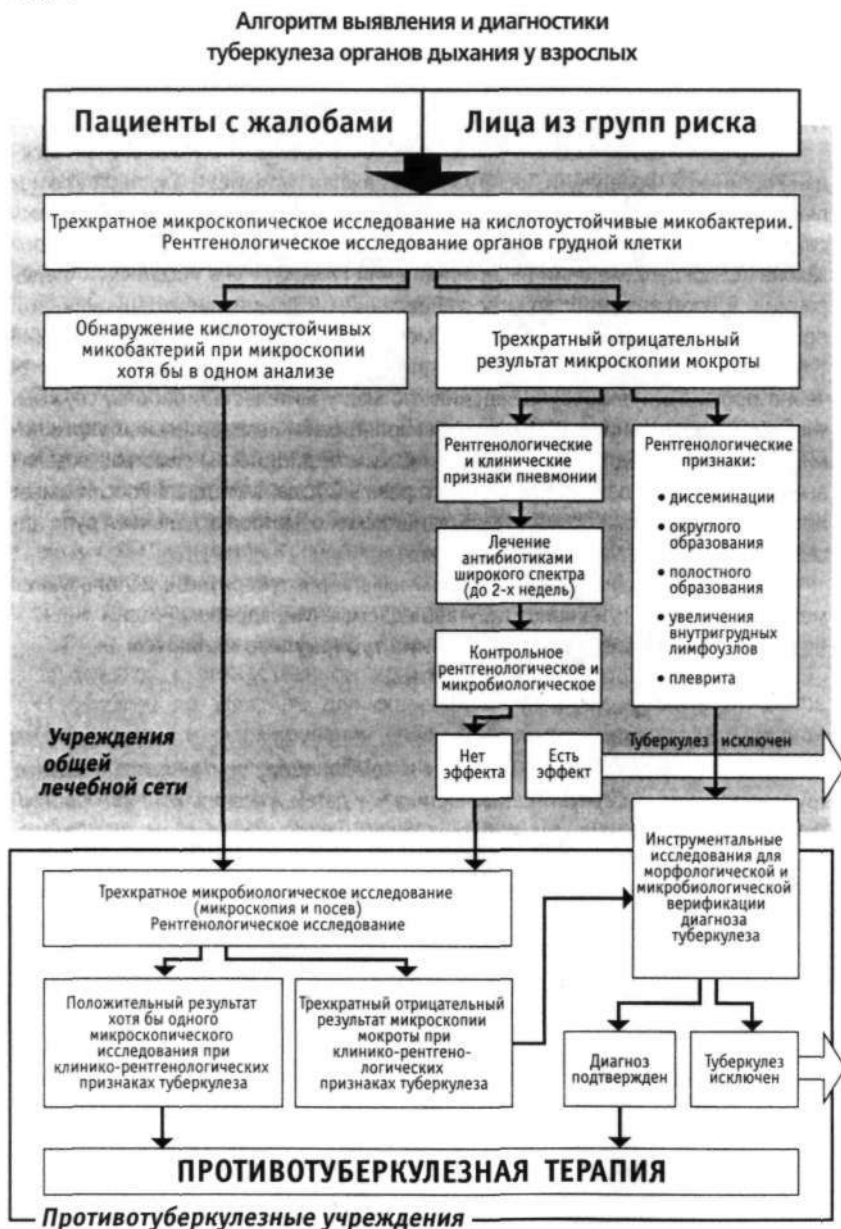 Алгоритм выявления и диагностики
туберкулеза органов дыхания у взрослых
Пациенты с жалобами
Лица из групп риска
Трехкратное микроскопическое исследование на кислотоустойчивые микобактерии.
Рентгенологическое исследование органов грудной клетки
Обнаружение кислотоустойчивых
микобактерий при микроскопии
хотя бы в одном анализе
Трехкратный отрицательный
результат микроскопии мокроты
Рентгенологические
и клинические
признаки пневмонии
Рентгенологические
признаки:
• диссеминации
• округлого
образования
• полостного
образования
• увеличения
внутригрудных
лимфоузлов
• плеврита
Лечение
антибиотиками
широкого спектра
(до 2-х недель)
Контрольное
рентгенологическое и
микробиологическое
Учреждения
общей
лечебной сети
Нет
эффекта
Есть
эффект
Туберкулез исключен
Инструментальные
исследования для
морфологической и
микробиологической
верификации
диагноза
туберкулеза
Трехкратное микробиологическое исследование
(микроскопия и посев)
Рентгенологическое исследование
Положительный результат
хотя бы одного
микроскопического
исследования при
клинико-рентгенологических
признаках туберкулеза
Трехкратный отрицательный
результат микроскопии
мокроты при
клинико-рентгено-
логических
признаках туберкулеза
Диагноз
подтвержден
Туберкулез
исключен
ПРОТИВОТУБЕРКУЛЕЗНАЯ ТЕРАПИЯ
Противотуберкулезные учреждения